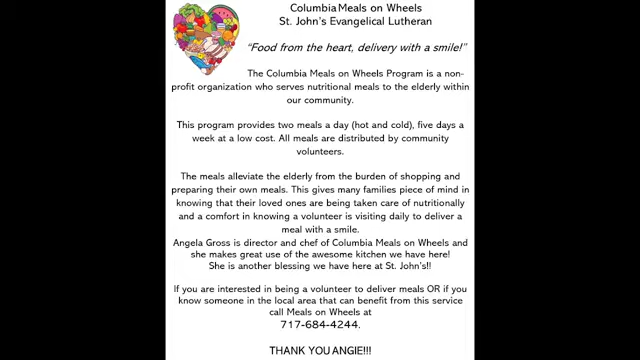 Columbia Meals on Wheels
St. John's Evangelical Lutheran
"Food from the heart, delivery with a smile!"
The Columbia Meals on Wheels Program is a non-
profit organization who serves nutritional meals to the elderly within
our community.
This program provides two meals a day (hot and cold), five days a
week at a low cost. All meals are distributed by community
volunteers.
The meals alleviate the elderly from the burden of shopping and
preparing their own meals. This gives many families piece of mind in
knowing that their loved ones are being taken care of nutritionally
and a comfort in knowing a volunteer is visiting daily to deliver a
meal with a smile.
Angela Gross is director and chef of Columbia Meals on Wheels and
she makes great use of the awesome kitchen we have here!
She is another blessing we have here at St. John's!!
If you are interested in being a volunteer to deliver meals OR if you
know someone in the local area that can benefit from this service
call Meals on Wheels at
717-684-4244.
THANK YOU ANGIE!!!